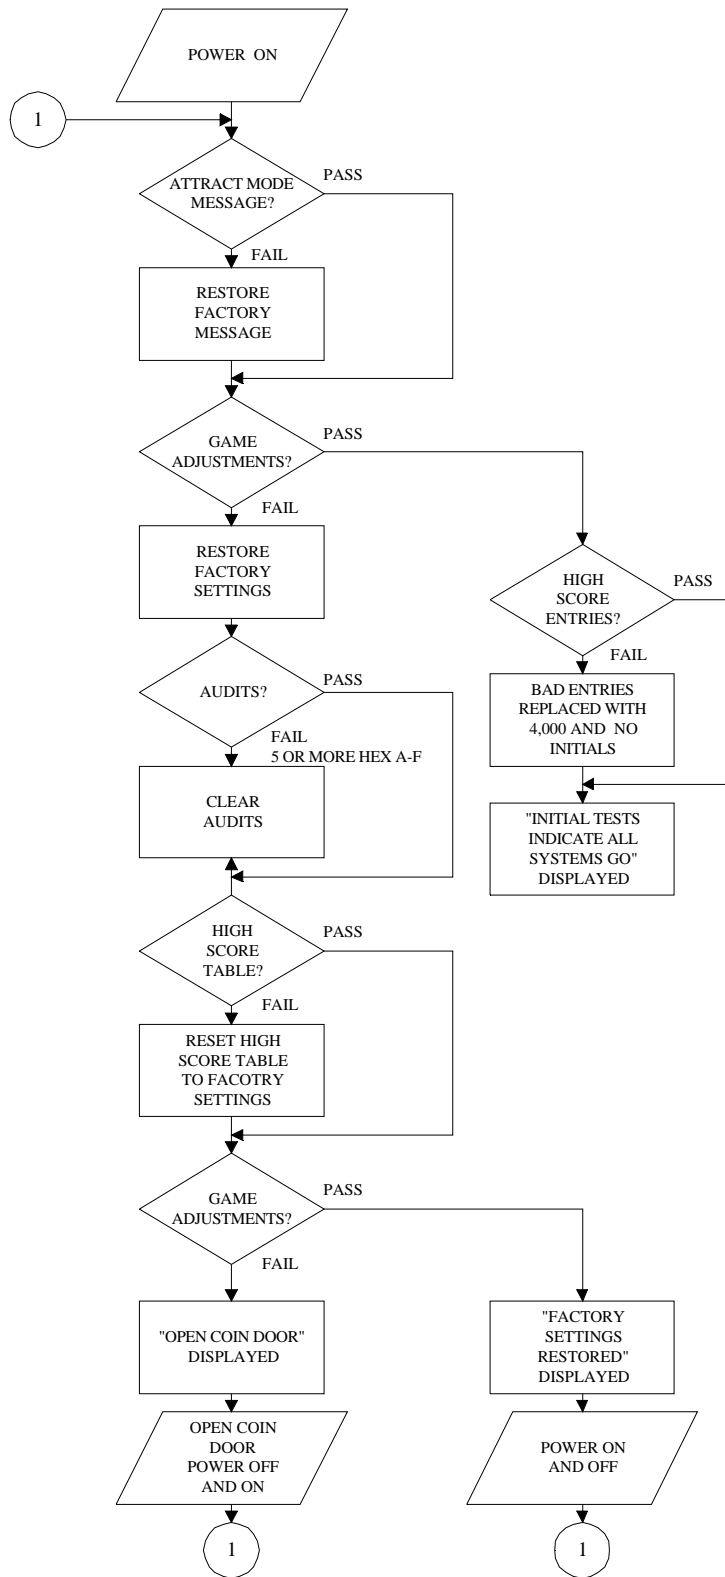 POWER ON
1
ATTRACT MODE
MESSAGE?
PASS
FAIL
RESTORE
FACTORY
MESSAGE
GAME
ADJUSTMENTS?
PASS
FAIL
RESTORE
FACTORY
SETTINGS
HIGH
SCORE
ENTRIES?
PASS
FAIL
AUDITS?
PASS
FAIL
5 OR MORE HEX A-F
BAD ENTRIES
REPLACED WITH
4,000 AND NO
INITIALS
CLEAR
AUDITS
"INITIAL TESTS
INDICATE ALL
SYSTEMS GO"
DISPLAYED
HIGH
SCORE
TABLE?
PASS
FAIL
RESET HIGH
SCORE TABLE
TO FACOTRY
SETTINGS
GAME
ADJUSTMENTS?
PASS
FAIL
"OPEN COIN DOOR"
DISPLAYED
"FACTORY
SETTINGS
RESTORED"
DISPLAYED
OPEN COIN
DOOR
POWER OFF
AND ON
POWER ON
AND OFF
1
1